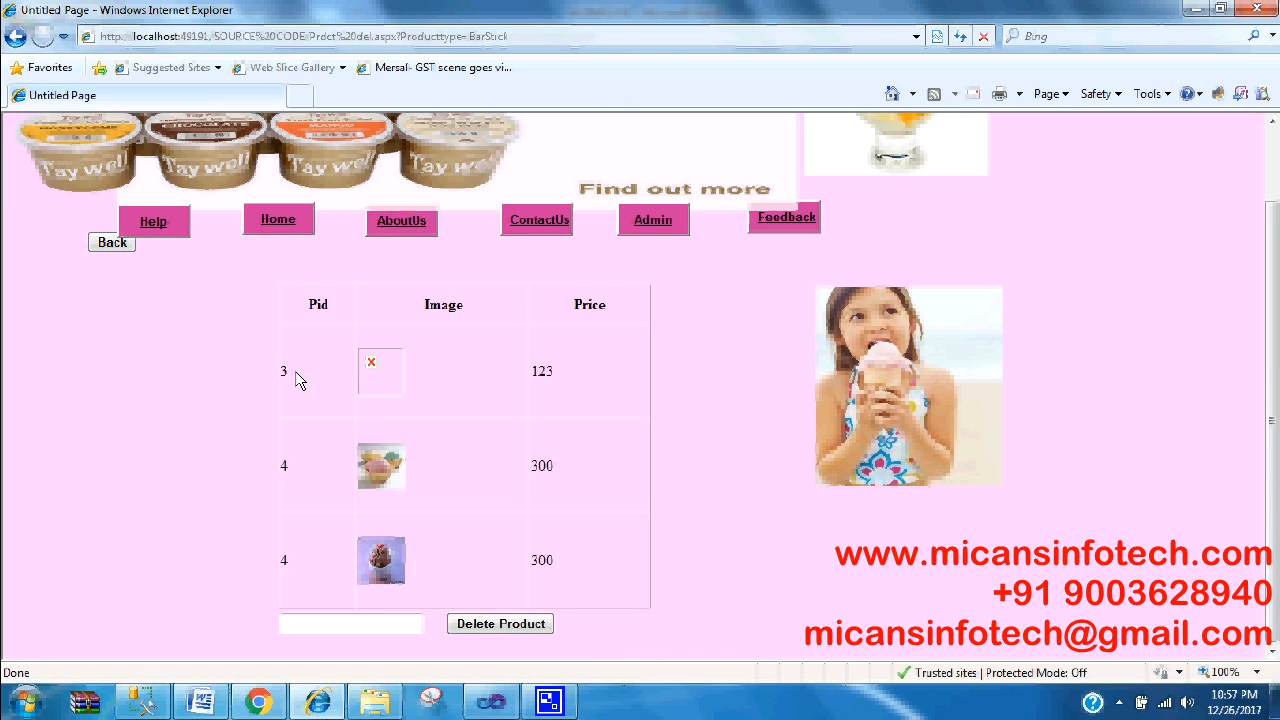 Untitled Page - Windows Internet Explorer
http://localhost:49191/SOURCE%20CODE/Prdct%20del.aspx?Producttype=BarStick
Bing
Favorites
Suggested Sites
Web Slice Gallery
Mersal- GST scene goes vi...
Untitled Page
Page
Safety
Tools
CHOCOLATE
Tay well
Tay well
Tay well
Tay well
Find out more
Help
Home
AboutUs
ContactUs
Admin
Feedback
Back
Pid Image Price
3 123
4 300
4 300
Delete Product
www.micansinfotech.com
+91 9003628940
micansinfotech@gmail.com
Done
Trusted sites | Protected Mode: Off
100%
10:57 PM
12/26/2017